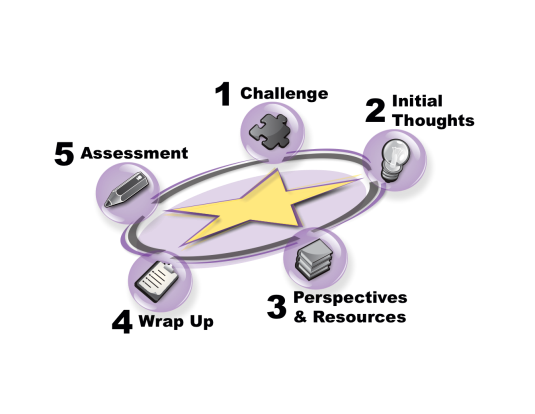 1 Challenge
2 Initial
Thoughts
3 Perspectives
& Resources
4 Wrap Up
5 Assessment